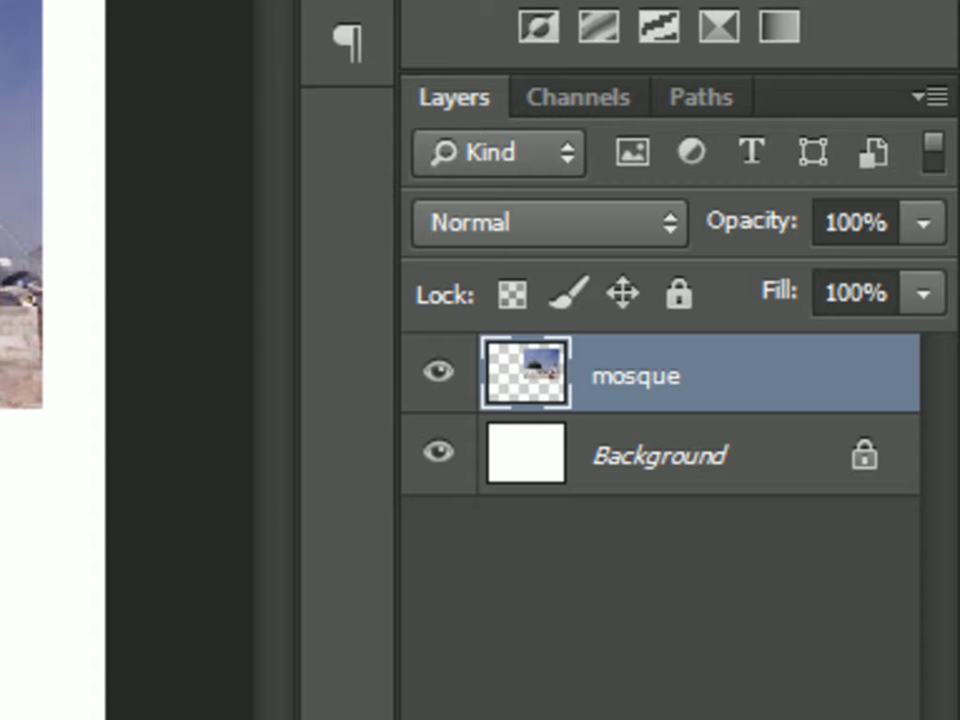 Layers Channels Paths
Kind T
Normal Opacity: 100%
Lock: Fill: 100%
mosque
Background